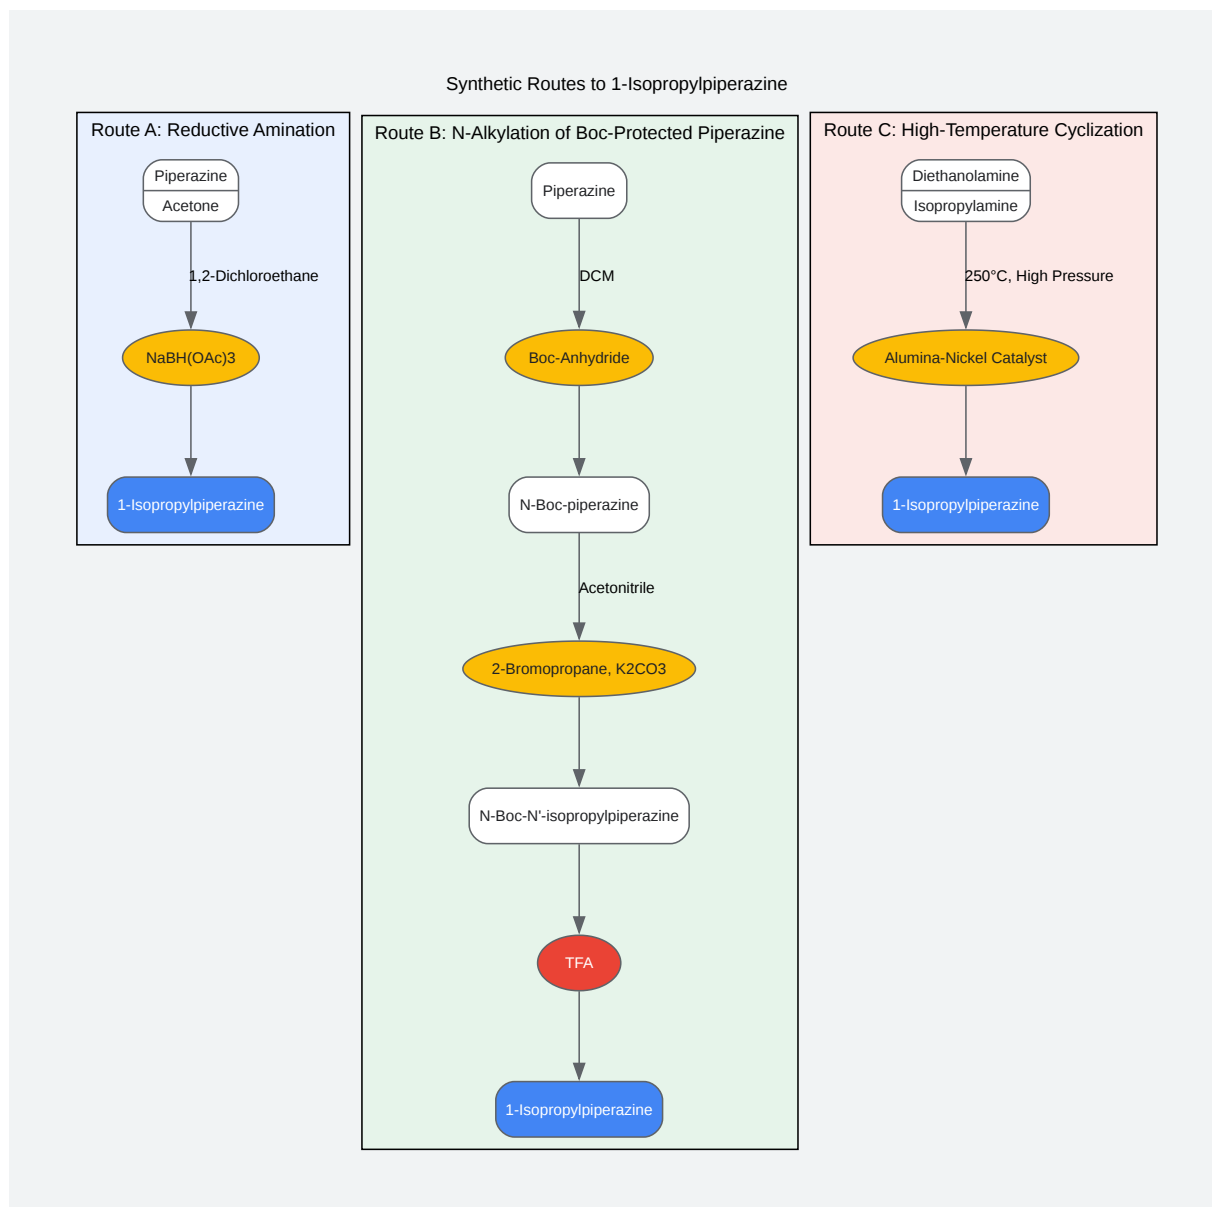 Synthetic Routes to 1-Isopropylpiperazine
Route A: Reductive Amination
Piperazine
Acetone
1,2-Dichloroethane
NaBH(OAc)3
1-Isopropylpiperazine
Route B: N-Alkylation of Boc-Protected Piperazine
Piperazine
DCM
Boc-Anhydride
N-Boc-piperazine
Acetonitrile
2-Bromopropane, K2CO3
N-Boc-N'-isopropylpiperazine
TFA
1-Isopropylpiperazine
Route C: High-Temperature Cyclization
Diethanolamine
Isopropylamine
250°C, High Pressure
Alumina-Nickel Catalyst
1-Isopropylpiperazine